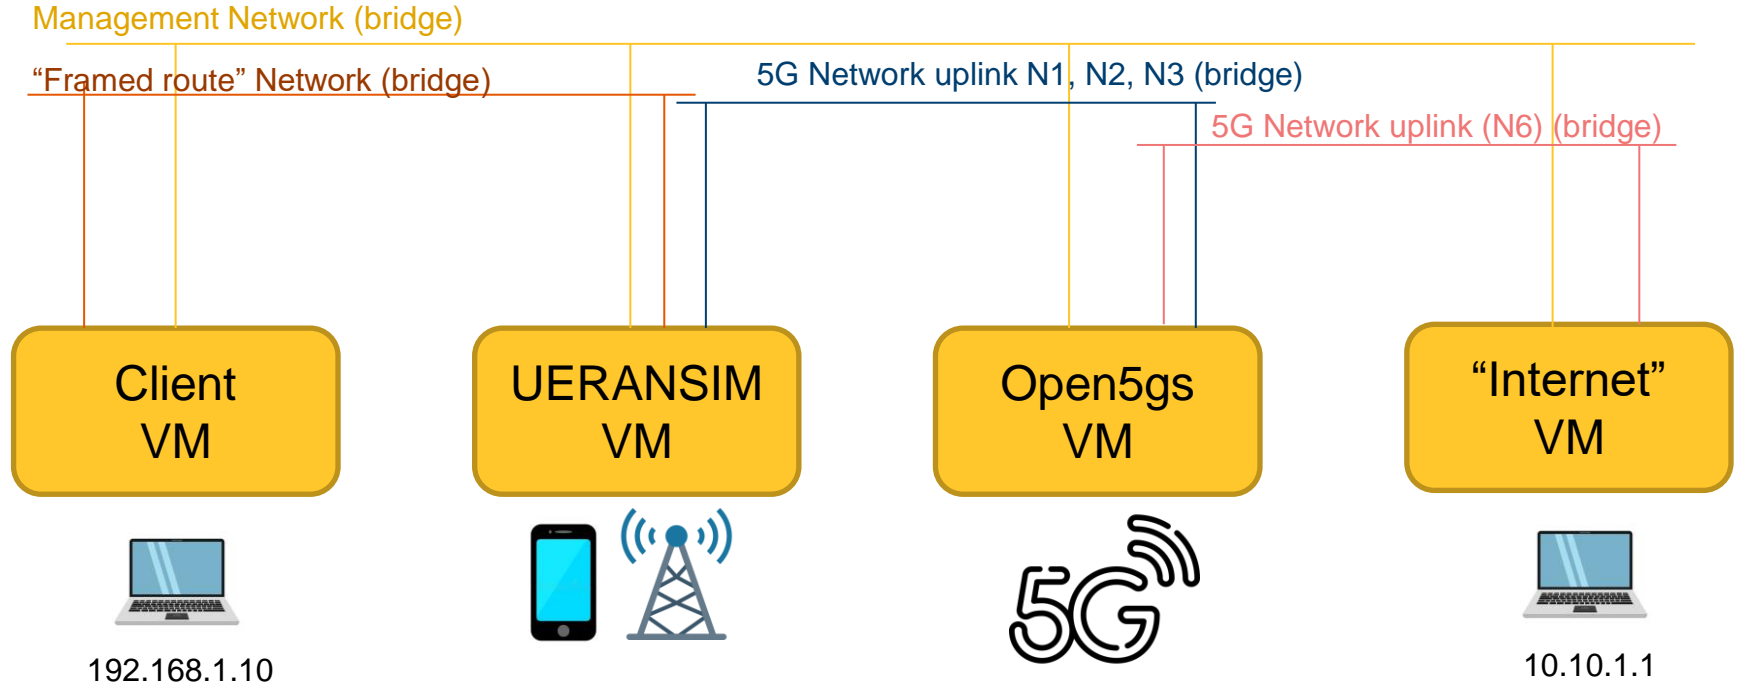 Management Network (bridge)
“Framed route” Network (bridge)
5G Network uplink N1, N2, N3 (bridge)
5G Network uplink (N6) (bridge)
Client
VM
UERANSIM
VM
Open5gs
VM
“Internet”
VM
5G
192.168.1.10
10.10.1.1